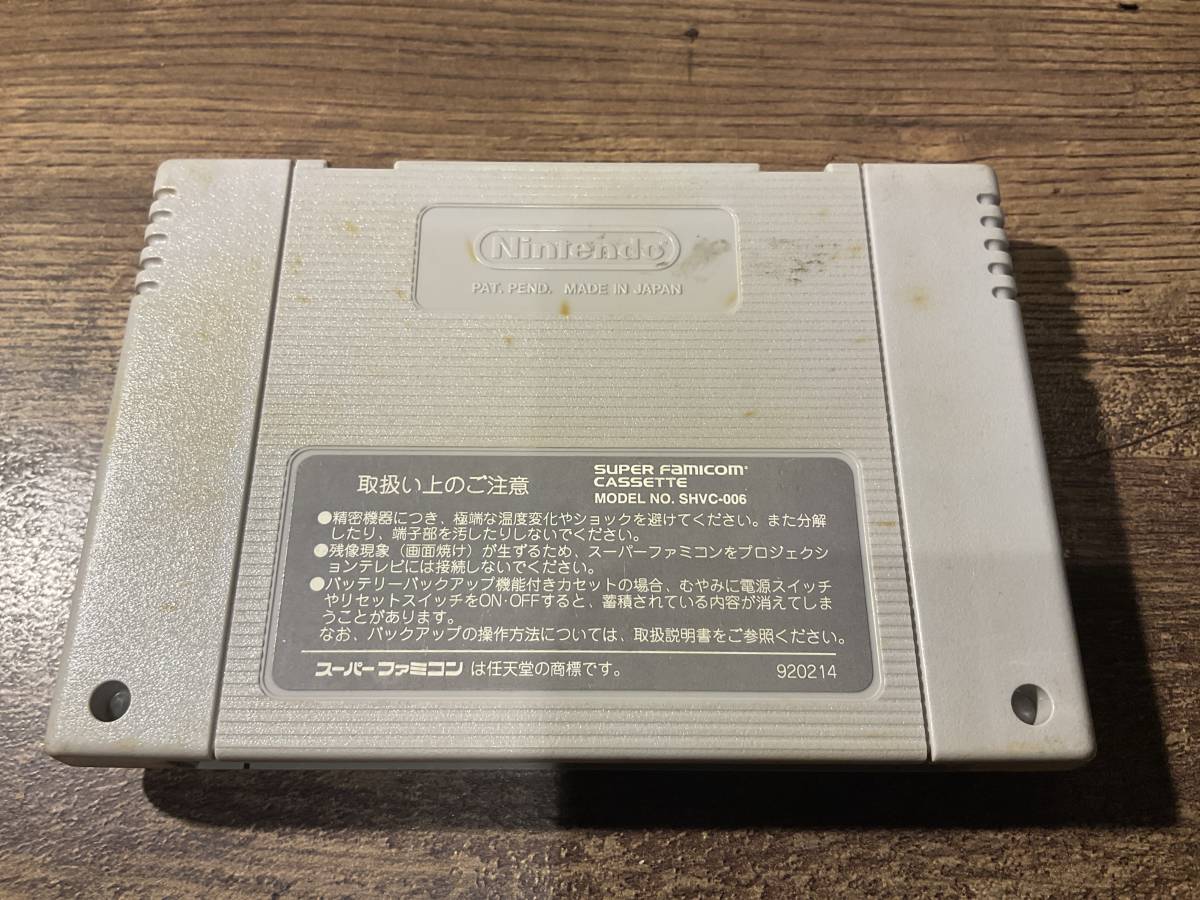 Nintendo
PAT. PEND. MADE IN JAPAN
取扱い上のご注意
SUPER FAMICOM
CASSETTE
MODEL NO. SHVC-006
●精密機器につき、極端な温度変化やショックを避けてください。また分解
したり、端子部を汚したりしないでください。
●残像現象（画面焼け）が生ずるため、スーパーファミコンをプロジェクシ
ョンテレビには接続しないでください。
●バッテリーバックアップ機能付きカセットの場合、むやみに電源スイッチ
やリセットスイッチをON·OFFすると、蓄積されている内容が消えてしま
うことがあります。
なお、バックアップの操作方法については、取扱説明書をご参照ください。
スーパーファミコン は任天堂の商標です。
920214